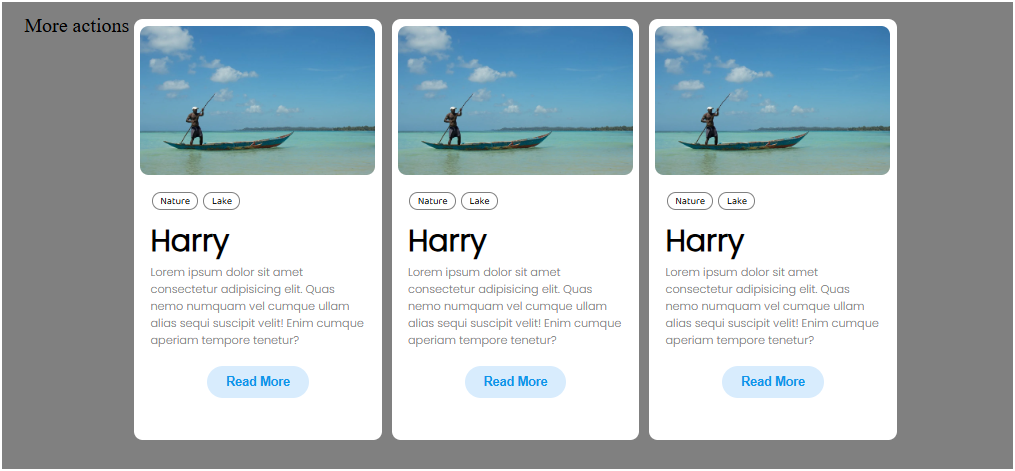 More actions
Nature Lake
Harry
Lorem ipsum dolor sit amet
consectetur adipisicing elit. Quas
nemo numquam vel cumque ullam
alias sequi suscipit velit! Enim cumque
aperiam tempore tenetur?
Read More
Nature Lake
Harry
Lorem ipsum dolor sit amet
consectetur adipisicing elit. Quas
nemo numquam vel cumque ullam
alias sequi suscipit velit! Enim cumque
aperiam tempore tenetur?
Read More
Nature Lake
Harry
Lorem ipsum dolor sit amet
consectetur adipisicing elit. Quas
nemo numquam vel cumque ullam
alias sequi suscipit velit! Enim cumque
aperiam tempore tenetur?
Read More